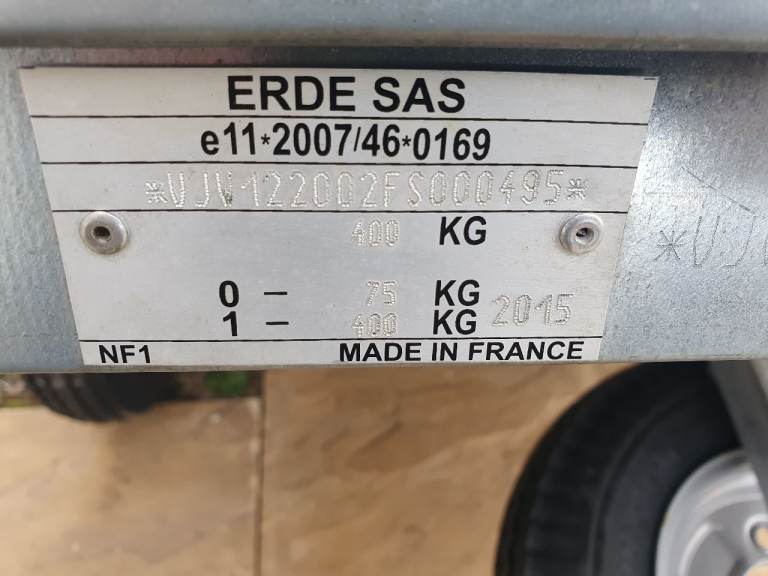 ERDE SAS
e11*2007/46*0169
*VJV122002FS000495*
400 KG
0 - 75 KG
1 - 400 KG 2015
NF1 MADE IN FRANCE
*VJV